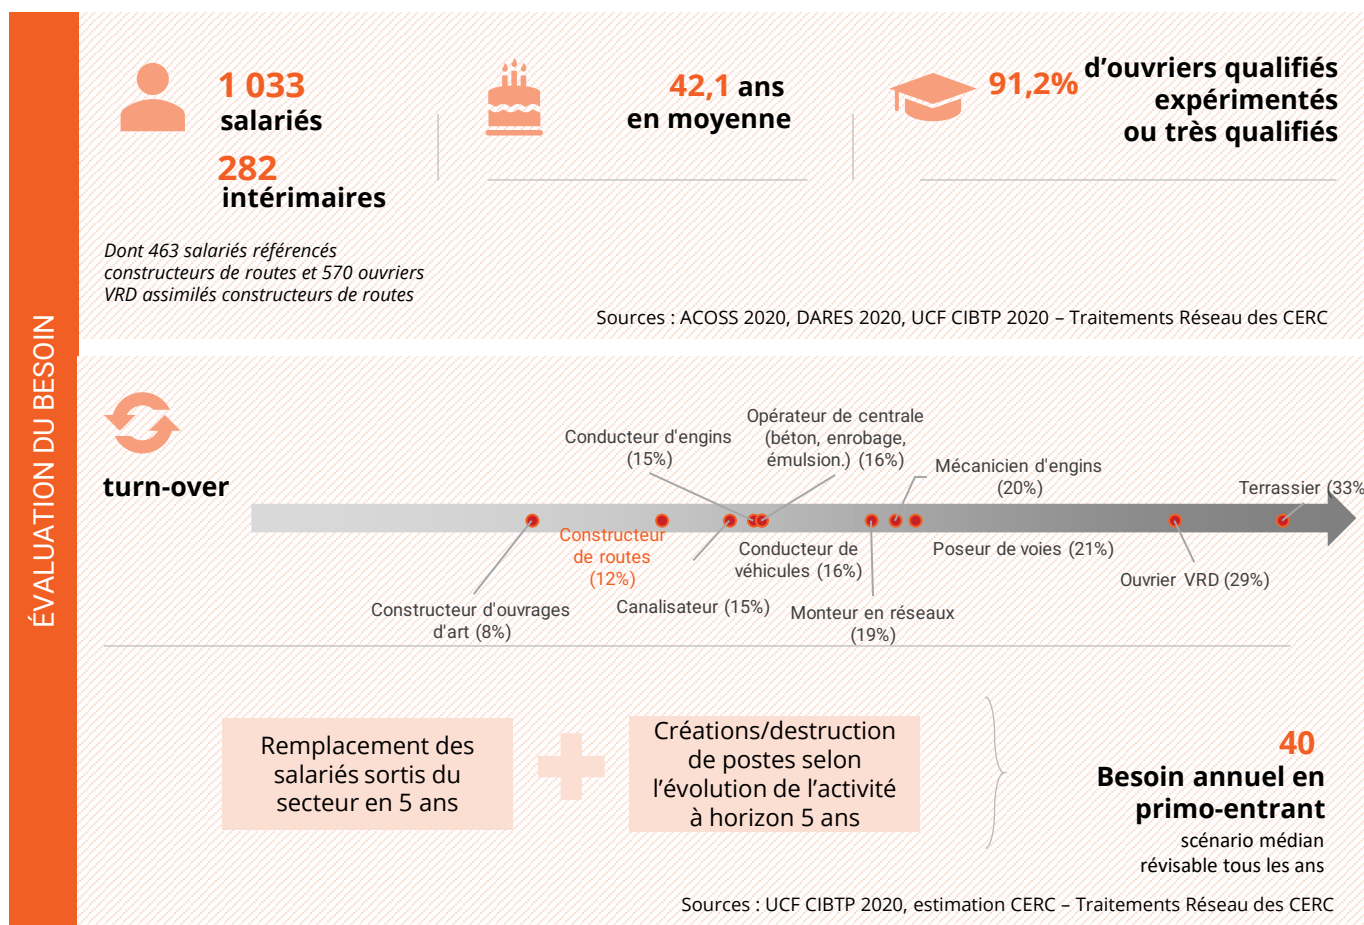 ÉVALUATION DU BESOIN
1 033
salariés
282
intérimaires
Dont 463 salariés référencés
constructeurs de routes et 570 ouvriers
VRD assimilés constructeurs de routes
42,1 ans
en moyenne
91,2% d’ouvriers qualifiés
expérimentés
ou très qualifiés
Sources : ACOSS 2020, DARES 2020, UCF CIBTP 2020 – Traitements Réseau des CERC
turn-over
Conducteur d'engins
(15%)
Opérateur de centrale
(béton, enrobage,
émulsion.) (16%)
Mécanicien d'engins
(20%)
Terrassier (33%
Constructeur
de routes
(12%)
Conducteur de
véhicules (16%)
Poseur de voies (21%)
Ouvrier VRD (29%)
Constructeur d'ouvrages
d'art (8%)
Canalisateur (15%)
Monteur en réseaux
(19%)
Remplacement des
salariés sortis du
secteur en 5 ans
Créations/destruction
de postes selon
l’évolution de l’activité
à horizon 5 ans
40
Besoin annuel en
primo-entrant
scénario médian
révisable tous les ans
Sources : UCF CIBTP 2020, estimation CERC – Traitements Réseau des CERC